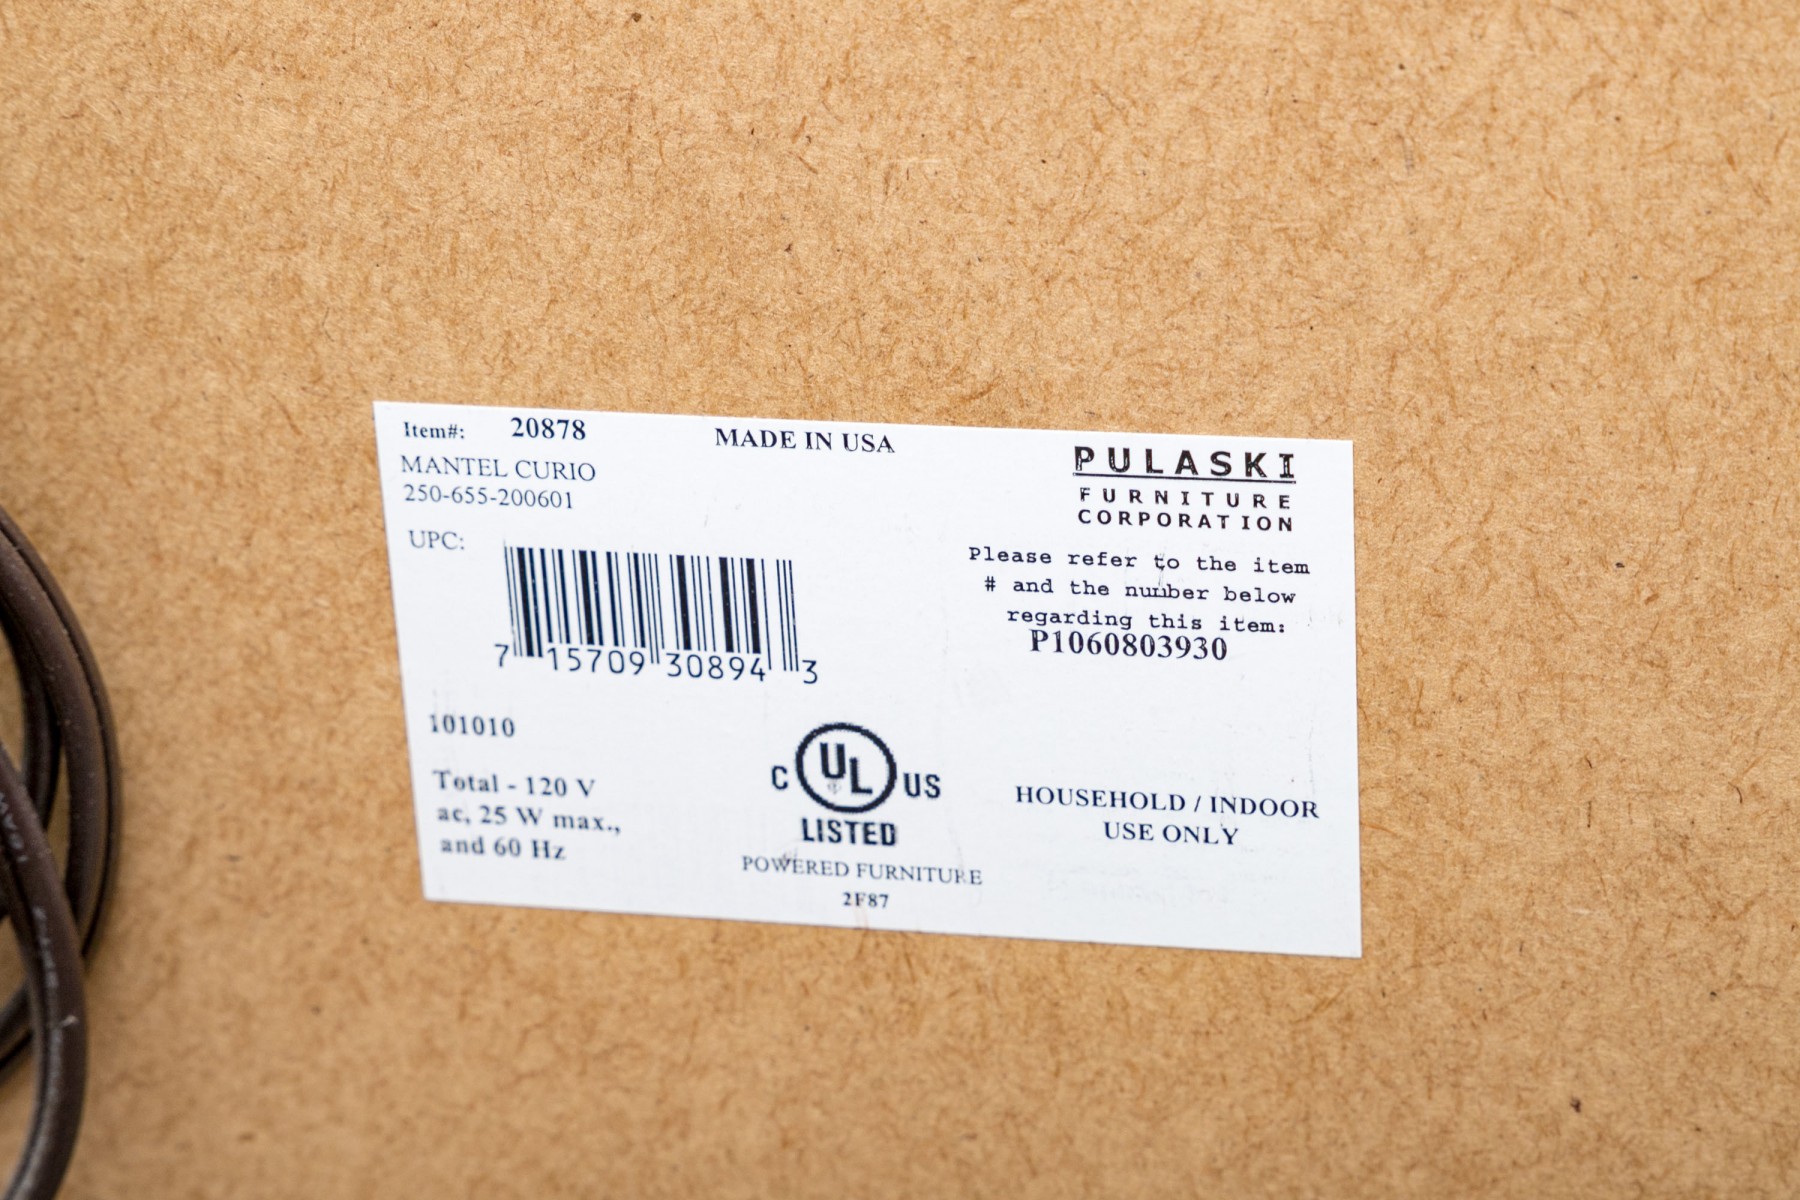 Item#: 20878
MADE IN USA
MANTEL CURIO
250-655-200601
UPC:
7 15709 30894 3
PULASKI
FURNITURE
CORPORATION
Please refer to the item
# and the number below
regarding this item:
P1060803930
101010
Total - 120 V
ac, 25 W max.,
and 60 Hz
C UL US
LISTED
POWERED FURNITURE
2F87
HOUSEHOLD / INDOOR
USE ONLY